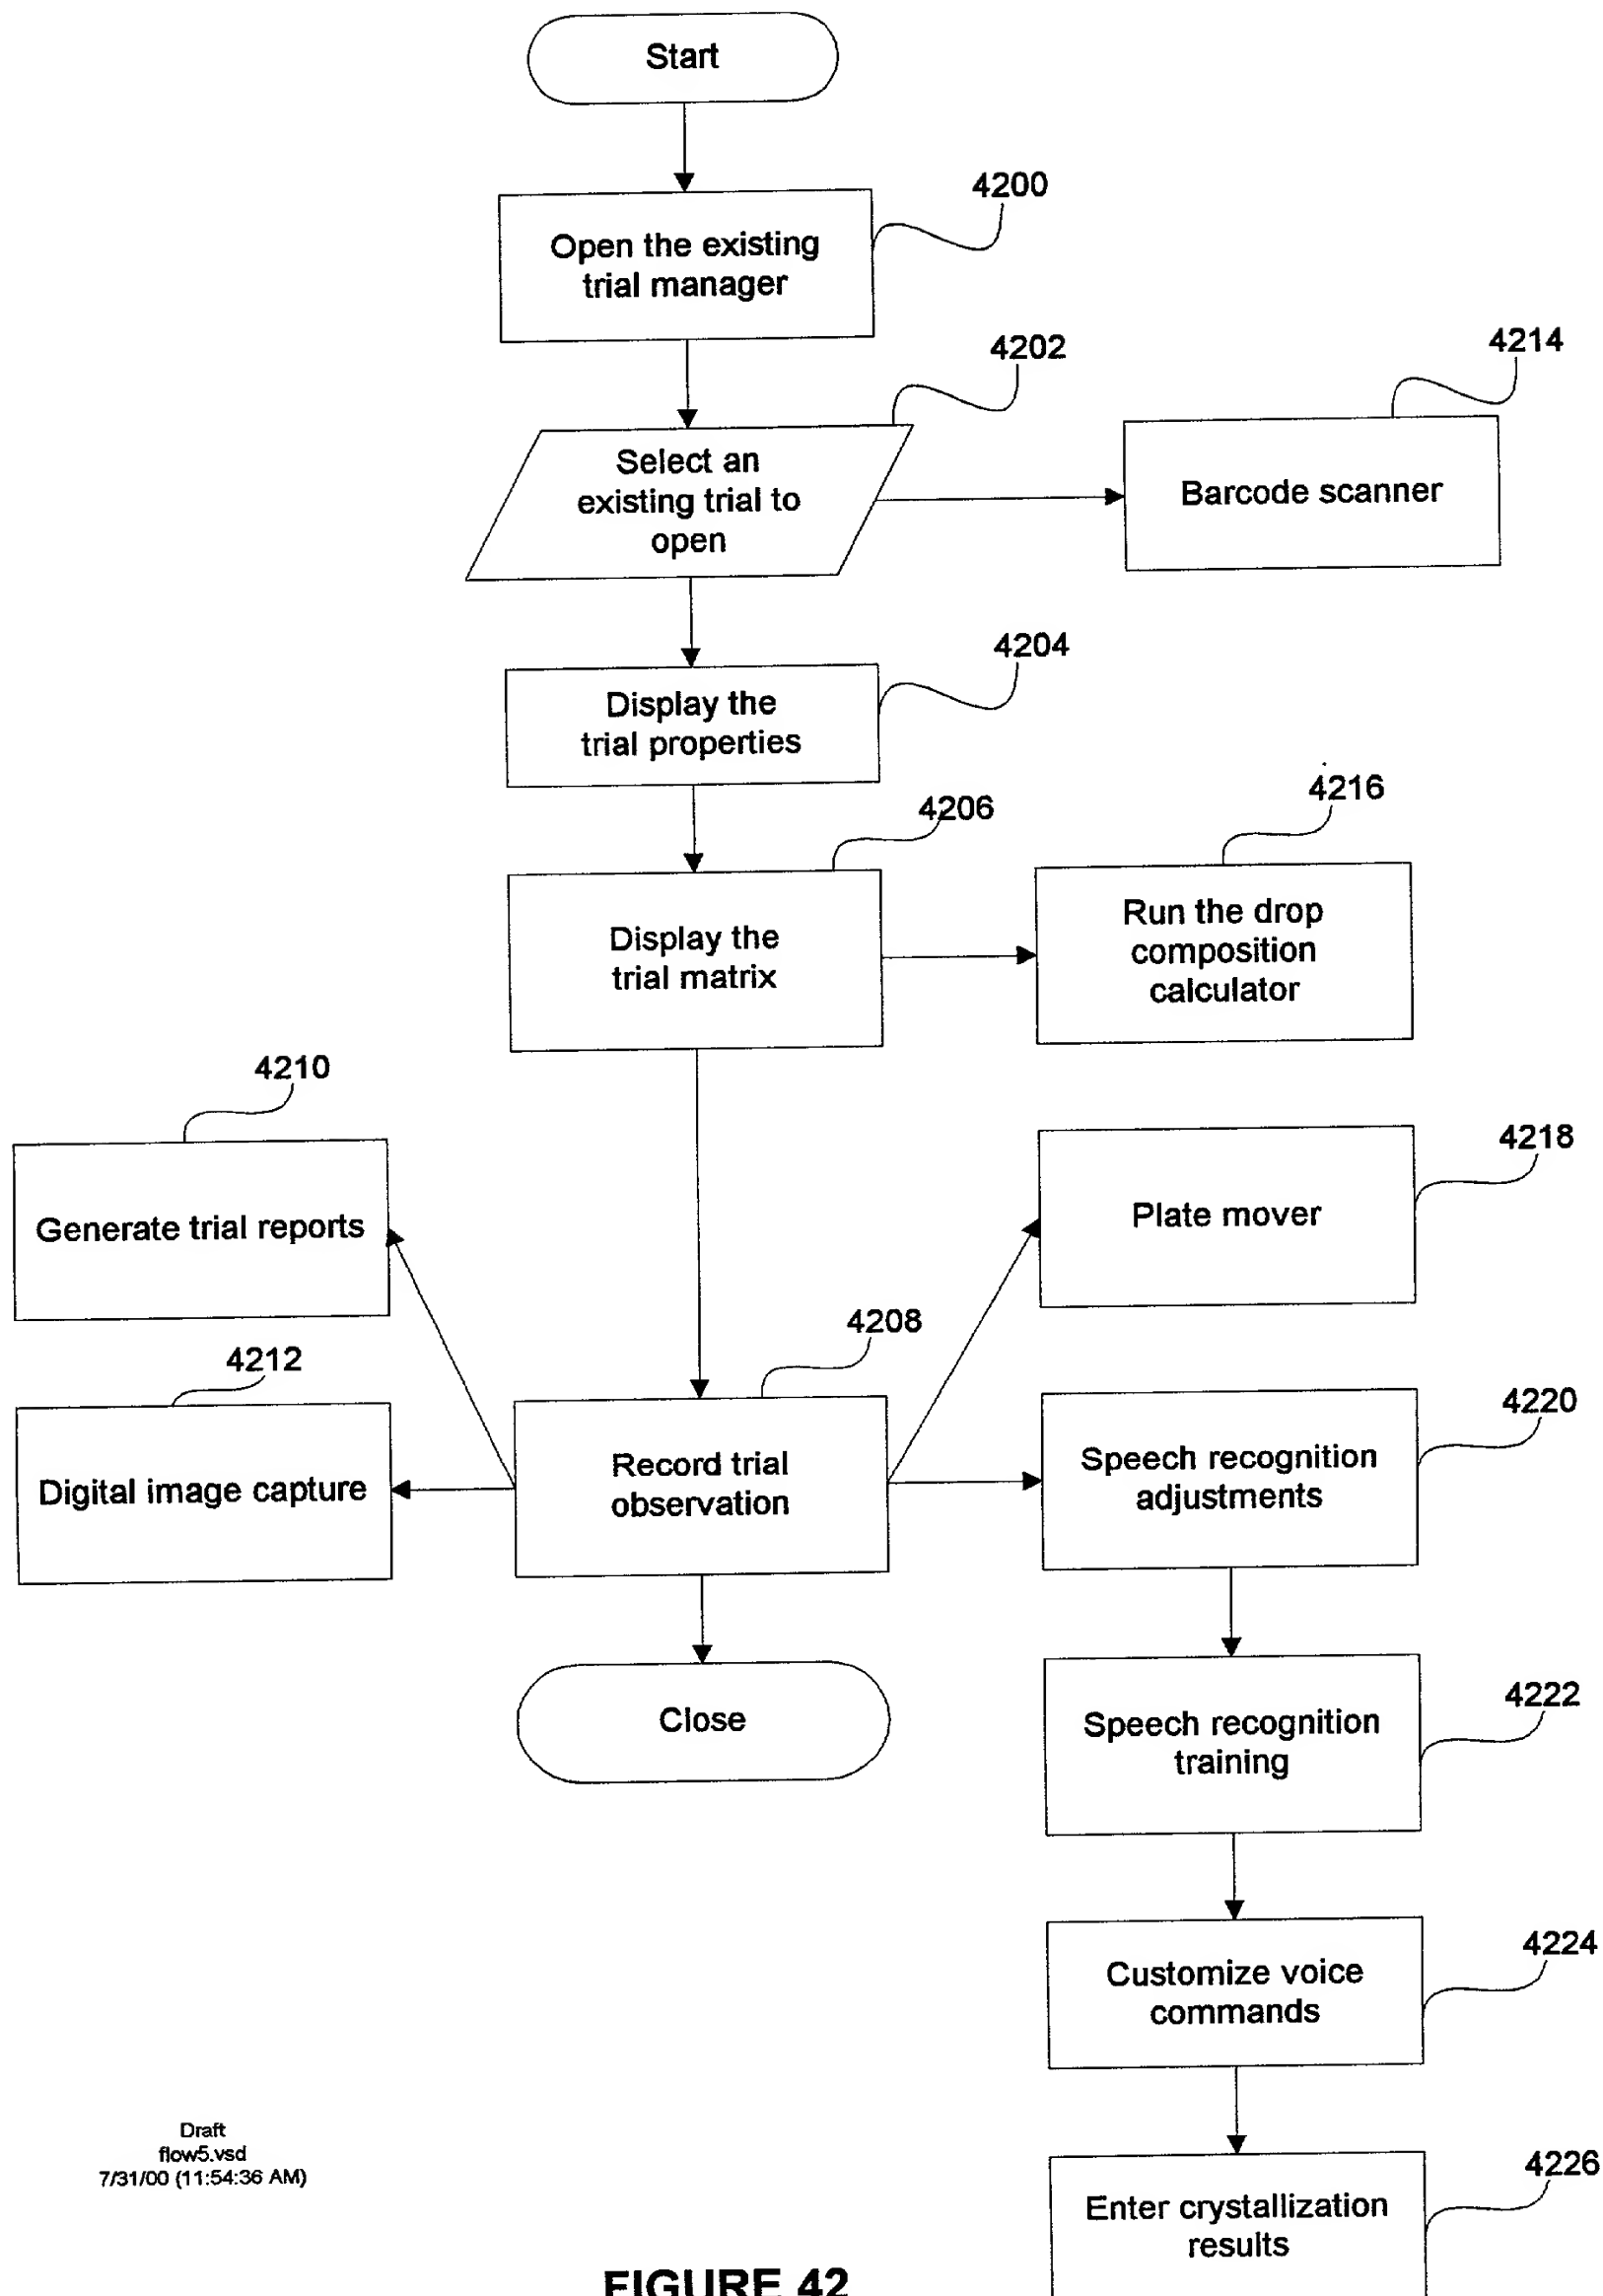 Start
4200
Open the existing
trial manager
4202
4214
Select an
existing trial to
open
Barcode scanner
4204
Display the
trial properties
4206
4216
Display the
trial matrix
Run the drop
composition
calculator
4210
4218
Generate trial reports
Plate mover
4208
4212
4220
Digital image capture
Record trial
observation
Speech recognition
adjustments
Close
4222
Speech recognition
training
4224
Customize voice
commands
Draft
flow5.vsd
7/31/00 (11:54:36 AM)
4226
Enter crystallization
results
FIGURE 42